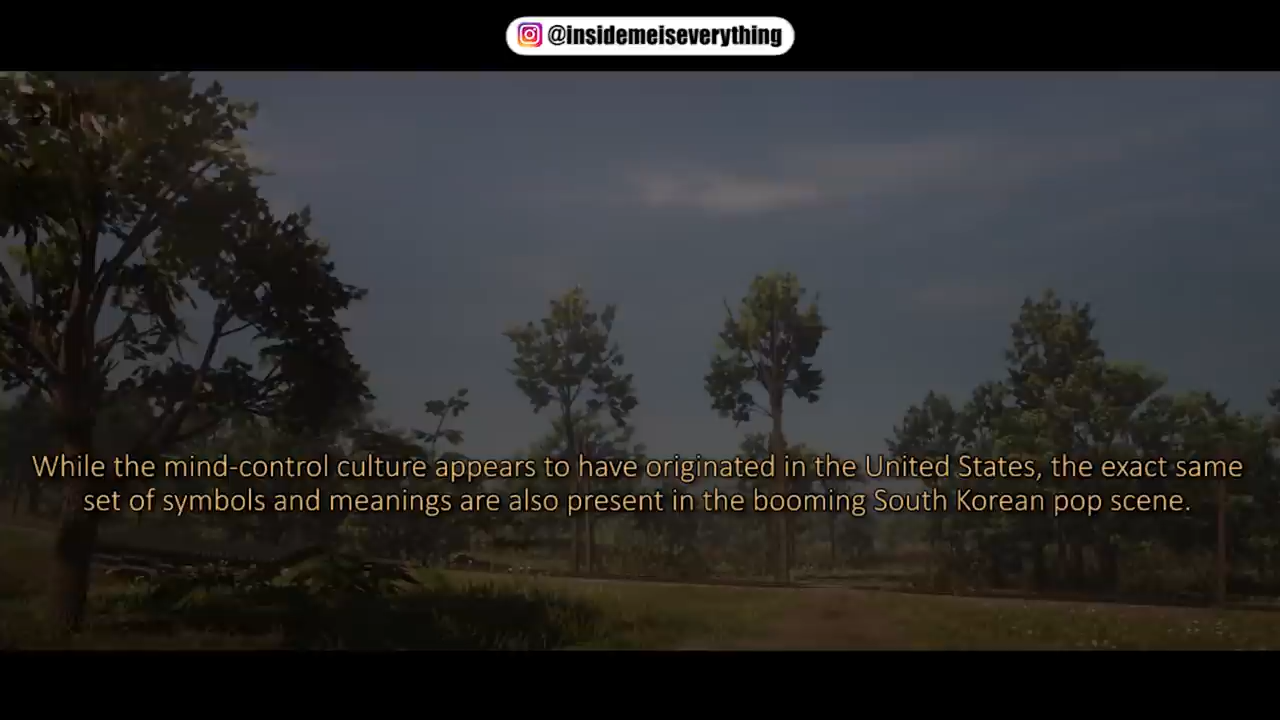 @insidemeiseverything
While the mind-control culture appears to have originated in the United States, the exact same
set of symbols and meanings are also present in the booming South Korean pop scene.